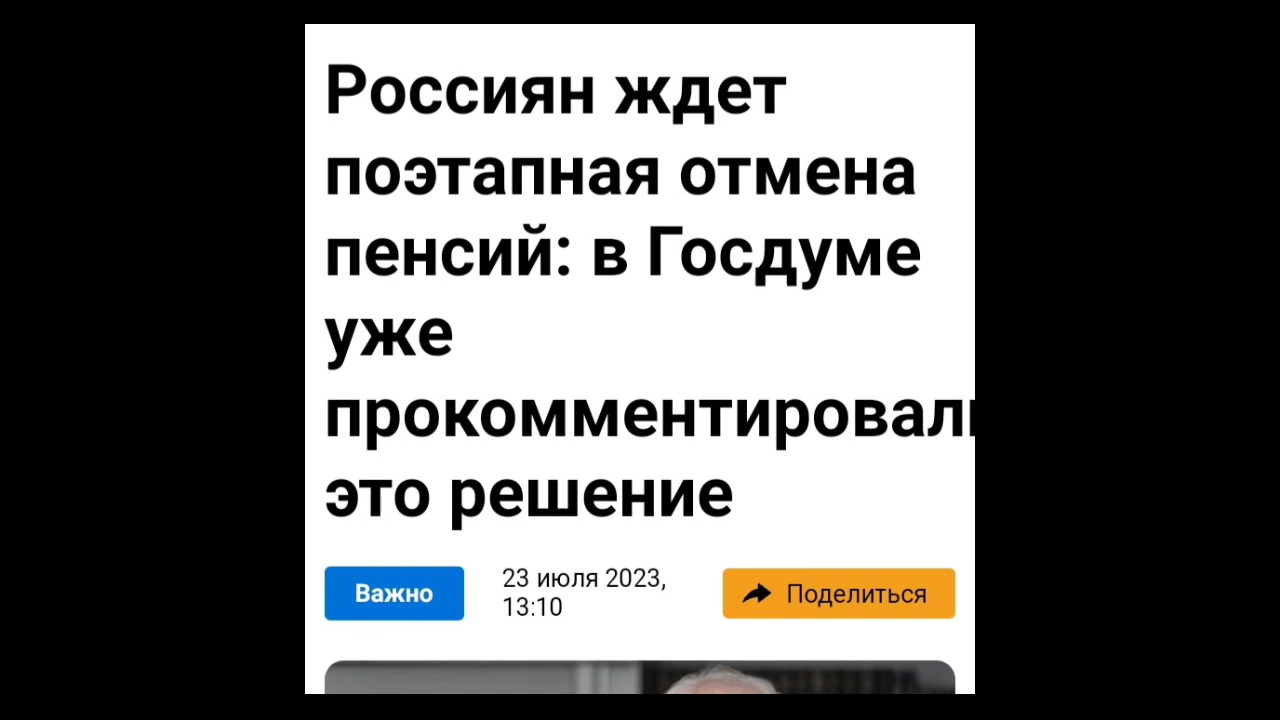 Россиян ждет
поэтапная отмена
пенсий: в Госдуме
уже
прокомментировал
это решение
Важно
23 июля 2023,
13:10
Поделиться